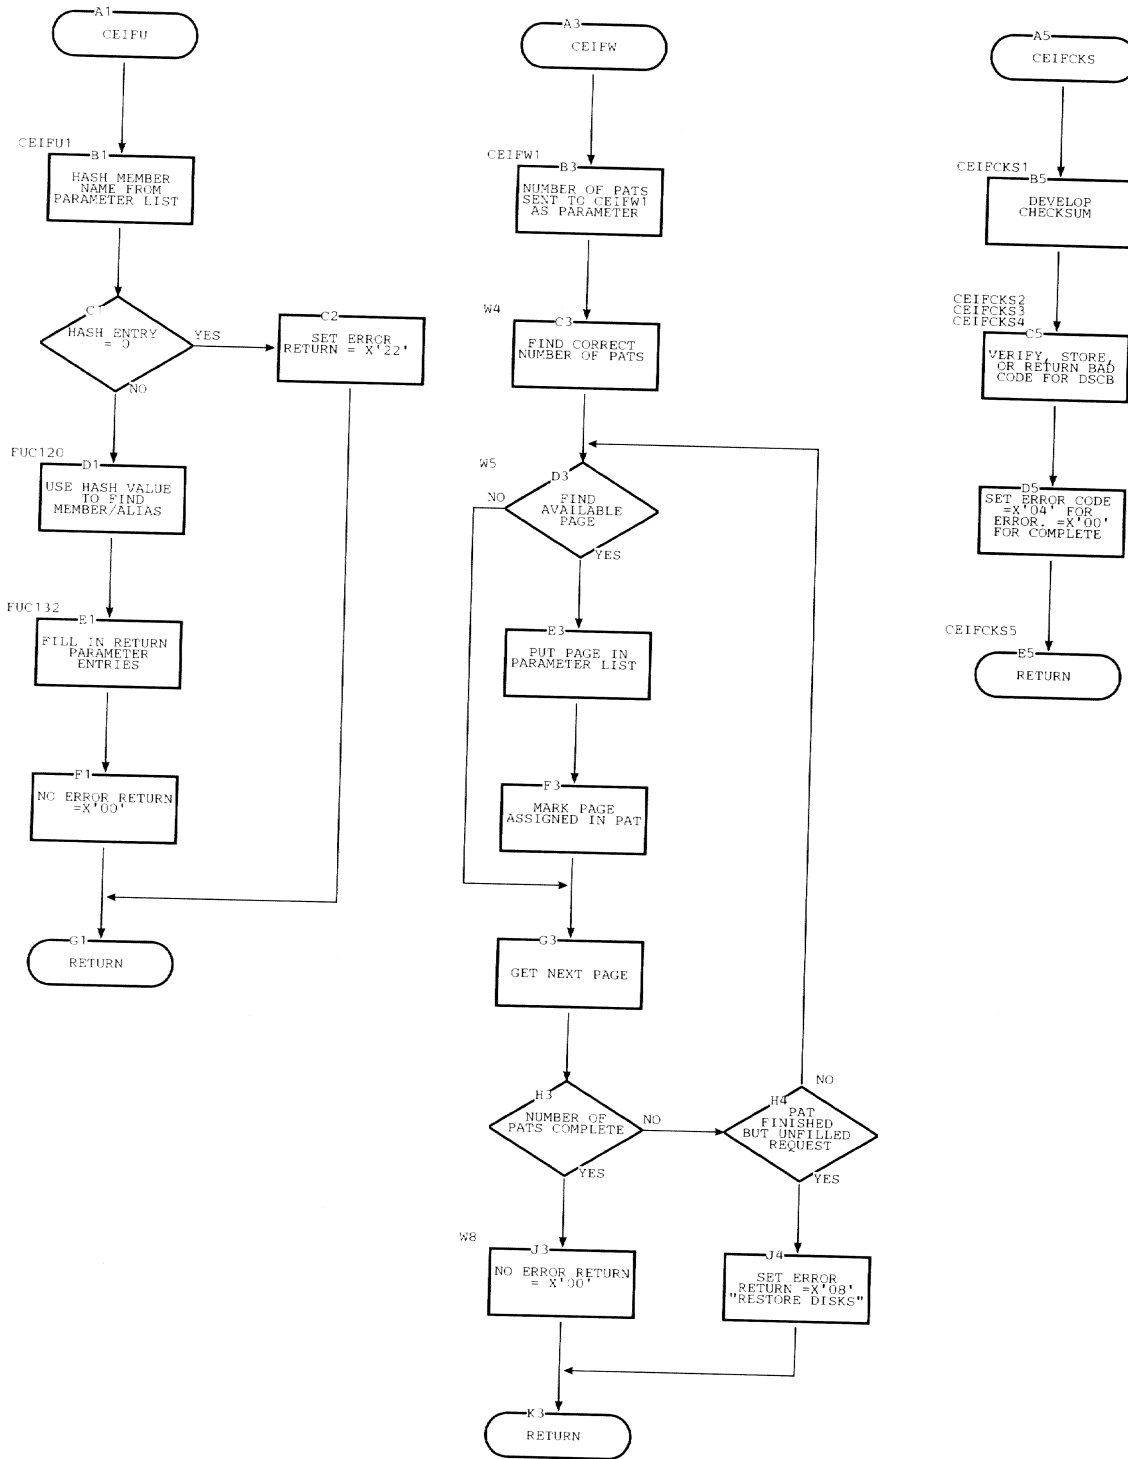 A1
CEIFU
CEIFU1
B1
HASH MEMBER
NAME FROM
PARAMETER LIST
C1
HASH ENTRY
= 0
YES
NO
C2
SET ERROR
RETURN = X'22'
FUC120
D1
USE HASH VALUE
TO FIND
MEMBER/ALIAS
FUC132
E1
FILL IN RETURN
PARAMETER
ENTRIES
F1
NO ERROR RETURN
=X'00'
G1
RETURN
A3
CEIFW
CEIFW1
B3
NUMBER OF PATS
SENT TO CEIFW1
AS PARAMETER
W4
C3
FIND CORRECT
NUMBER OF PATS
W5
D3
NO
FIND
AVAILABLE
PAGE
YES
E3
PUT PAGE IN
PARAMETER LIST
F3
MARK PAGE
ASSIGNED IN PAT
G3
GET NEXT PAGE
H3
NUMBER OF
PATS COMPLETE
NO
YES
H4
NO
PAT
FINISHED
BUT UNFILLED
REQUEST
YES
W8
J3
NO ERROR RETURN
= X'00'
J4
SET ERROR
RETURN =X'08'
"RESTORE DISKS"
K3
RETURN
A5
CEIFCKS
CEIFCKS1
B5
DEVELOP
CHECKSUM
CEIFCKS2
CEIFCKS3
CEIFCKS4
C5
VERIFY, STORE,
OR RETURN BAD
CODE FOR DSCB
D5
SET ERROR CODE
=X'04' FOR
ERROR. =X'00'
FOR COMPLETE
CEIFCKS5
E5
RETURN